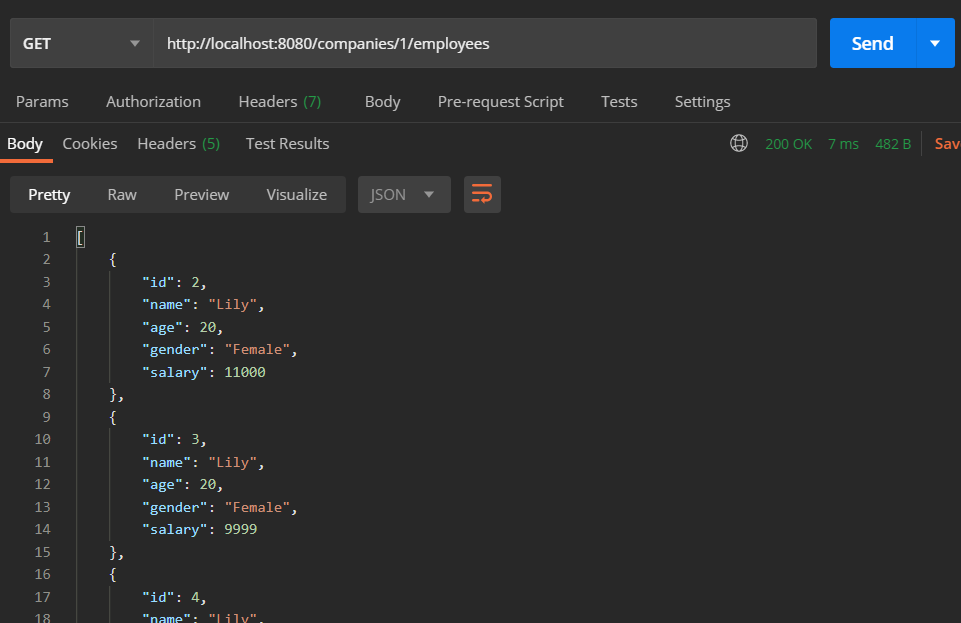 GET http://localhost:8080/companies/1/employees Send
Params Authorization Headers (7) Body Pre-request Script Tests Settings
Body Cookies Headers (5) Test Results 200 OK 7 ms 482 B Sav
Pretty Raw Preview Visualize JSON
1 [
2 {
3 "id": 2,
4 "name": "Lily",
5 "age": 20,
6 "gender": "Female",
7 "salary": 11000
8 },
9 {
10 "id": 3,
11 "name": "Lily",
12 "age": 20,
13 "gender": "Female",
14 "salary": 9999
15 },
16 {
17 "id": 4,
18 "name": "Lily",